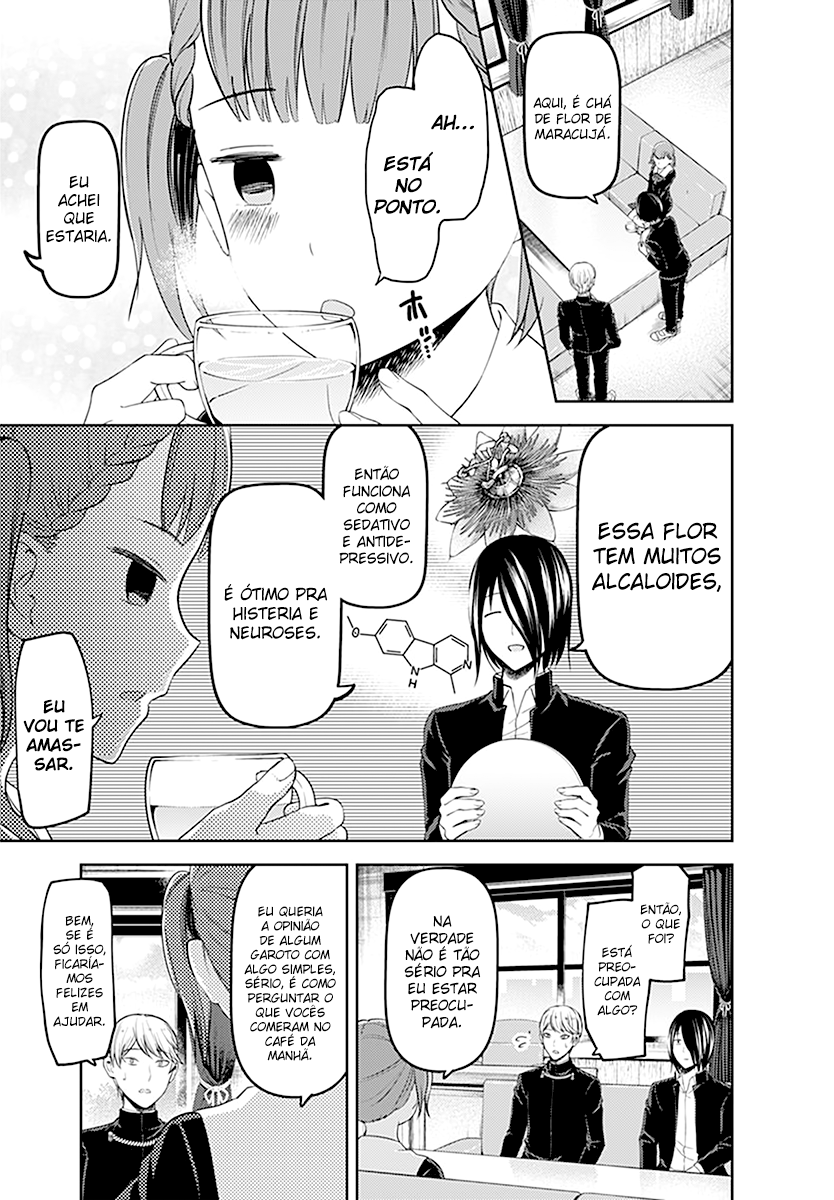 AQUI, É CHÁ
DE FLOR DE
MARACUJÁ.
AH...
ESTÁ
NO
PONTO.
EU
ACHEI
QUE
ESTARIA.
ホッ…
ESSA FLOR
TEM MUITOS
ALCALOIDES,
ENTÃO
FUNCIONA
COMO
SEDATIVO E
ANTIDE-
PRESSIVO.
É ÓTIMO PRA
HISTERIA E
NEUROSES.
O
N
N
H
EU
VOU TE
AMAS-
SAR.
ENTÃO,
O QUE
FOI?
ESTÁ
PREO-
CUPADA
COM
ALGO?
NA
VERDADE
NÃO É TÃO
SÉRIO PRA
EU ESTAR
PREOCU-
PADA.
EU QUERIA
A OPINIÃO
DE ALGUM
GAROTO COM
ALGO SIMPLES,
SÉRIO, É COMO
PERGUNTAR O
QUE VOCÊS
COMERAM NO
CAFÉ DA
MANHÃ.
BEM,
SE É
SÓ ISSO,
FICARÍA-
MOS
FELIZES
EM
AJUDAR.